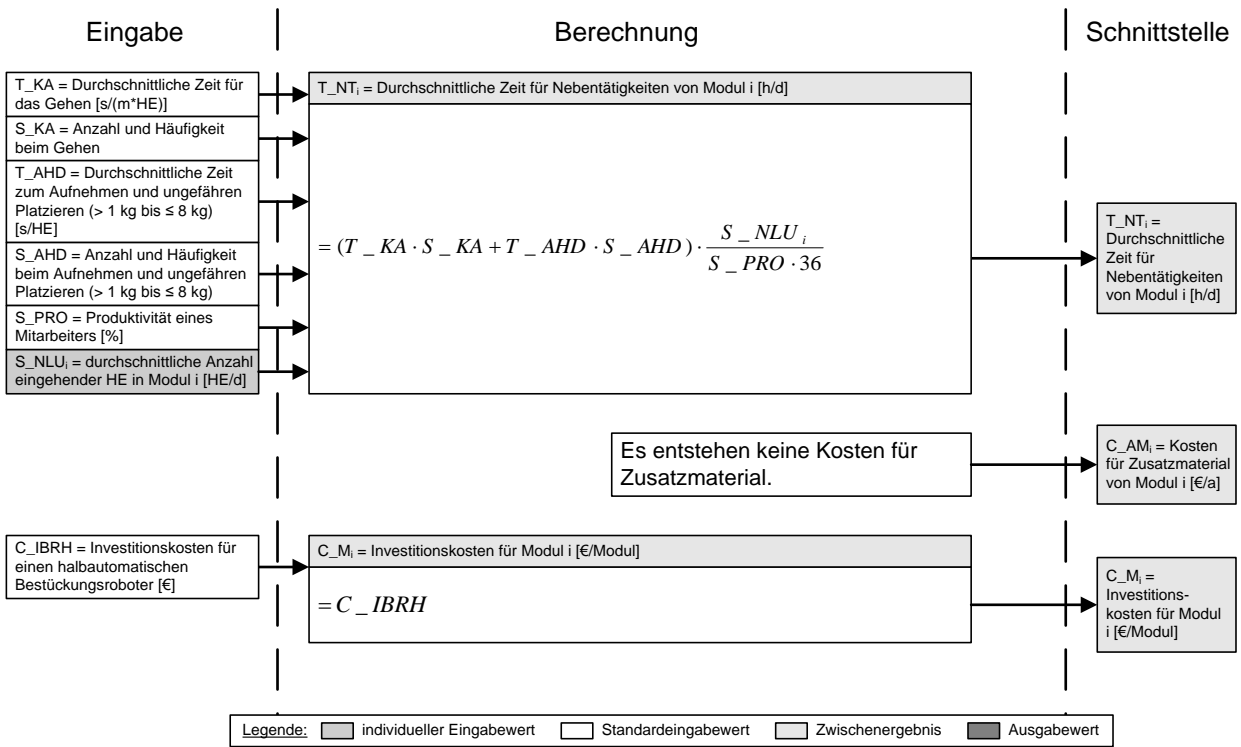 Eingabe
Berechnung
Schnittstelle
T_KA = Durchschnittliche Zeit für
das Gehen [s/(m*HE)]
S_KA = Anzahl und Häufigkeit
beim Gehen
T_AHD = Durchschnittliche Zeit
zum Aufnehmen und ungefähren
Platzieren (> 1 kg bis ≤ 8 kg)
[s/HE]
S_AHD = Anzahl und Häufigkeit
beim Aufnehmen und ungefähren
Platzieren (> 1 kg bis ≤ 8 kg)
S_PRO = Produktivität eines
Mitarbeiters [%]
S_NLUᵢ = durchschnittliche Anzahl
eingehender HE in Modul i [HE/d]
T_NTᵢ = Durchschnittliche Zeit für Nebentätigkeiten von Modul i [h/d]
= (T_KA · S_KA + T_AHD · S_AHD) · S_NLUᵢ / S_PRO · 36
T_NTᵢ =
Durchschnittliche
Zeit für
Nebentätigkeiten
von Modul i [h/d]
Es entstehen keine Kosten für
Zusatzmaterial.
C_AMᵢ = Kosten
für Zusatzmaterial
von Modul i [€/a]
C_IBRH = Investitionskosten für
einen halbautomatischen
Bestückungsroboter [€]
C_Mᵢ = Investitionskosten für Modul i [€/Modul]
= C_IBRH
C_Mᵢ =
Investitions-
kosten für Modul
i [€/Modul]
Legende: individueller Eingabewert Standardeingabewert Zwischenergebnis Ausgabewert